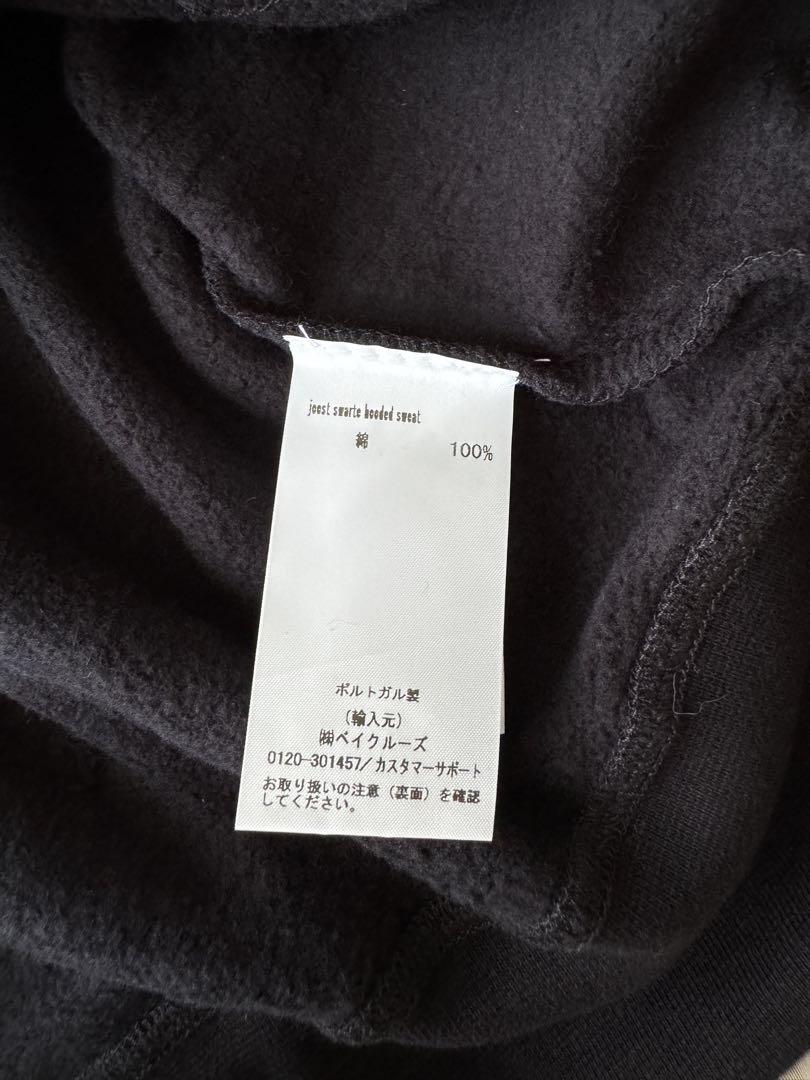 joost swarte hooded sweat
綿 100%
ポルトガル製
(輸入元)
㈱ベイクルーズ
0120-301457/カスタマーサポート
お取り扱いの注意(裏面)を確認
してください。